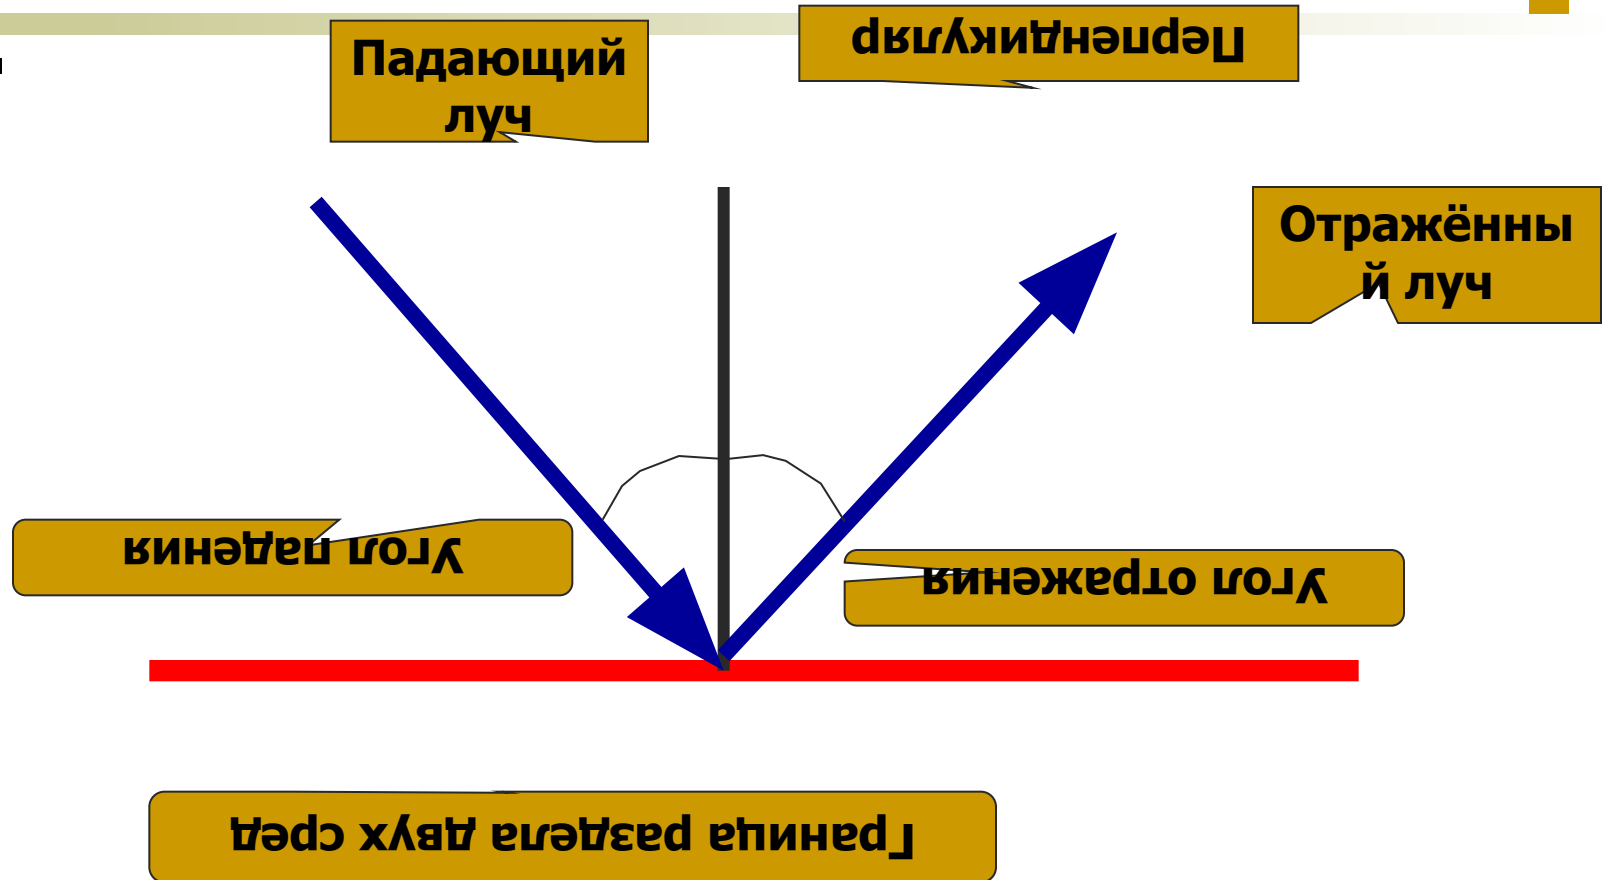 Падающий
луч
Перпендикуляр
Отражённы
й луч
Угол падения
Угол отражения
Граница раздела двух сред